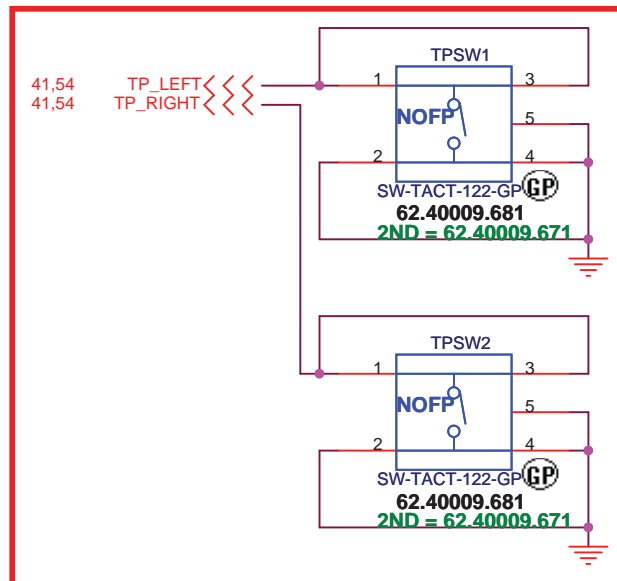 TPSW1
41,54 TP_LEFT 1 3
41,54 TP_RIGHT NOFP 5
2 4
SW-TACT-122-GP GP
62.40009.681
2ND = 62.40009.671
TPSW2
1 3
NOFP 5
2 4
SW-TACT-122-GP GP
62.40009.681
2ND = 62.40009.671